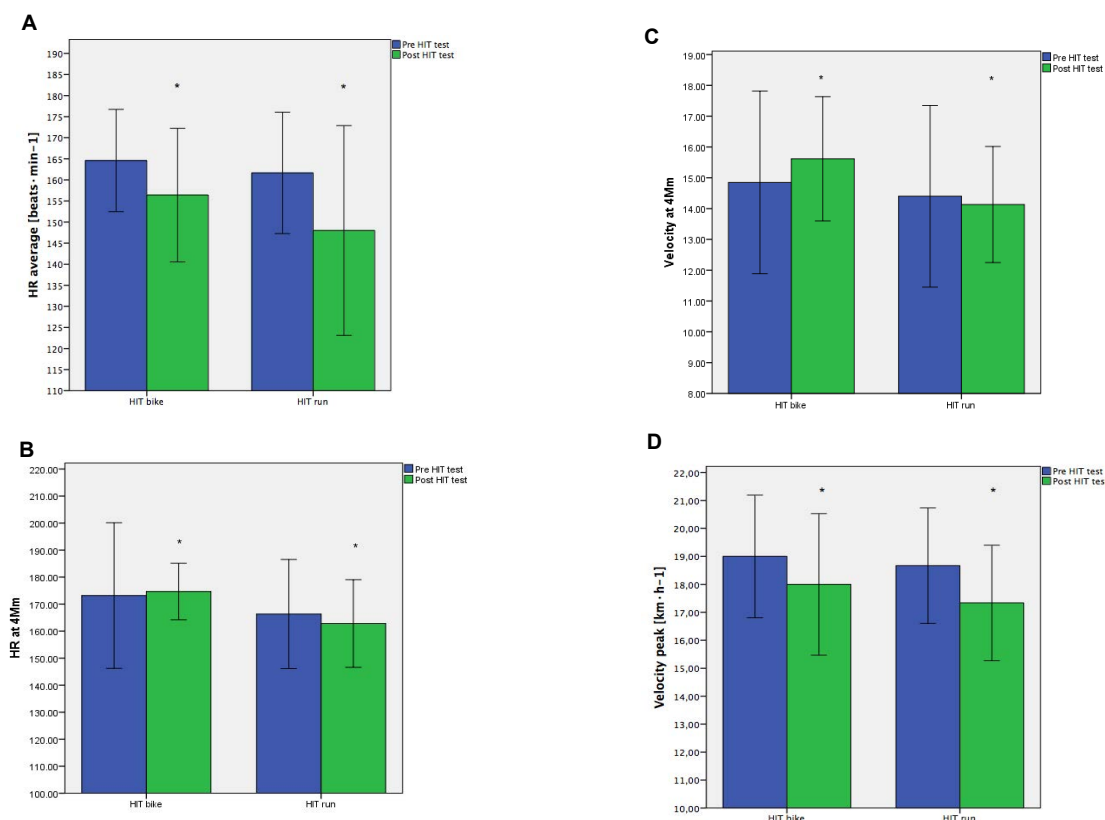 A
Pre HIT test
Post HIT test
190
185
180
175
170
165
160
155
150
145
140
135
130
125
120
115
110
HR average [beats· min−1]
*
*
HIT bike
HIT run
B
Pre HIT test
Post HIT test
220.00
210.00
200.00
190.00
180.00
170.00
160.00
150.00
140.00
130.00
120.00
110.00
100.00
HR at 4Mm
*
*
HIT bike
HIT run
C
Pre HIT test
Post HIT test
19.00
18.00
17.00
16.00
15.00
14.00
13.00
12.00
11.00
10.00
9.00
8.00
Velocity at 4Mm
*
*
HIT bike
HIT run
D
Pre HIT test
Post HIT tes
22,00
21,00
20,00
19,00
18,00
17,00
16,00
15,00
14,00
13,00
12,00
11,00
10,00
Velocity peak [km· h−1]
*
*
HIT bike
HIT run